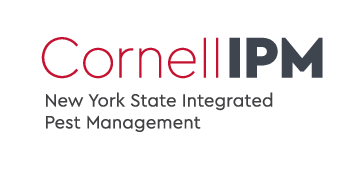 CornellIPM
New York State Integrated
Pest Management